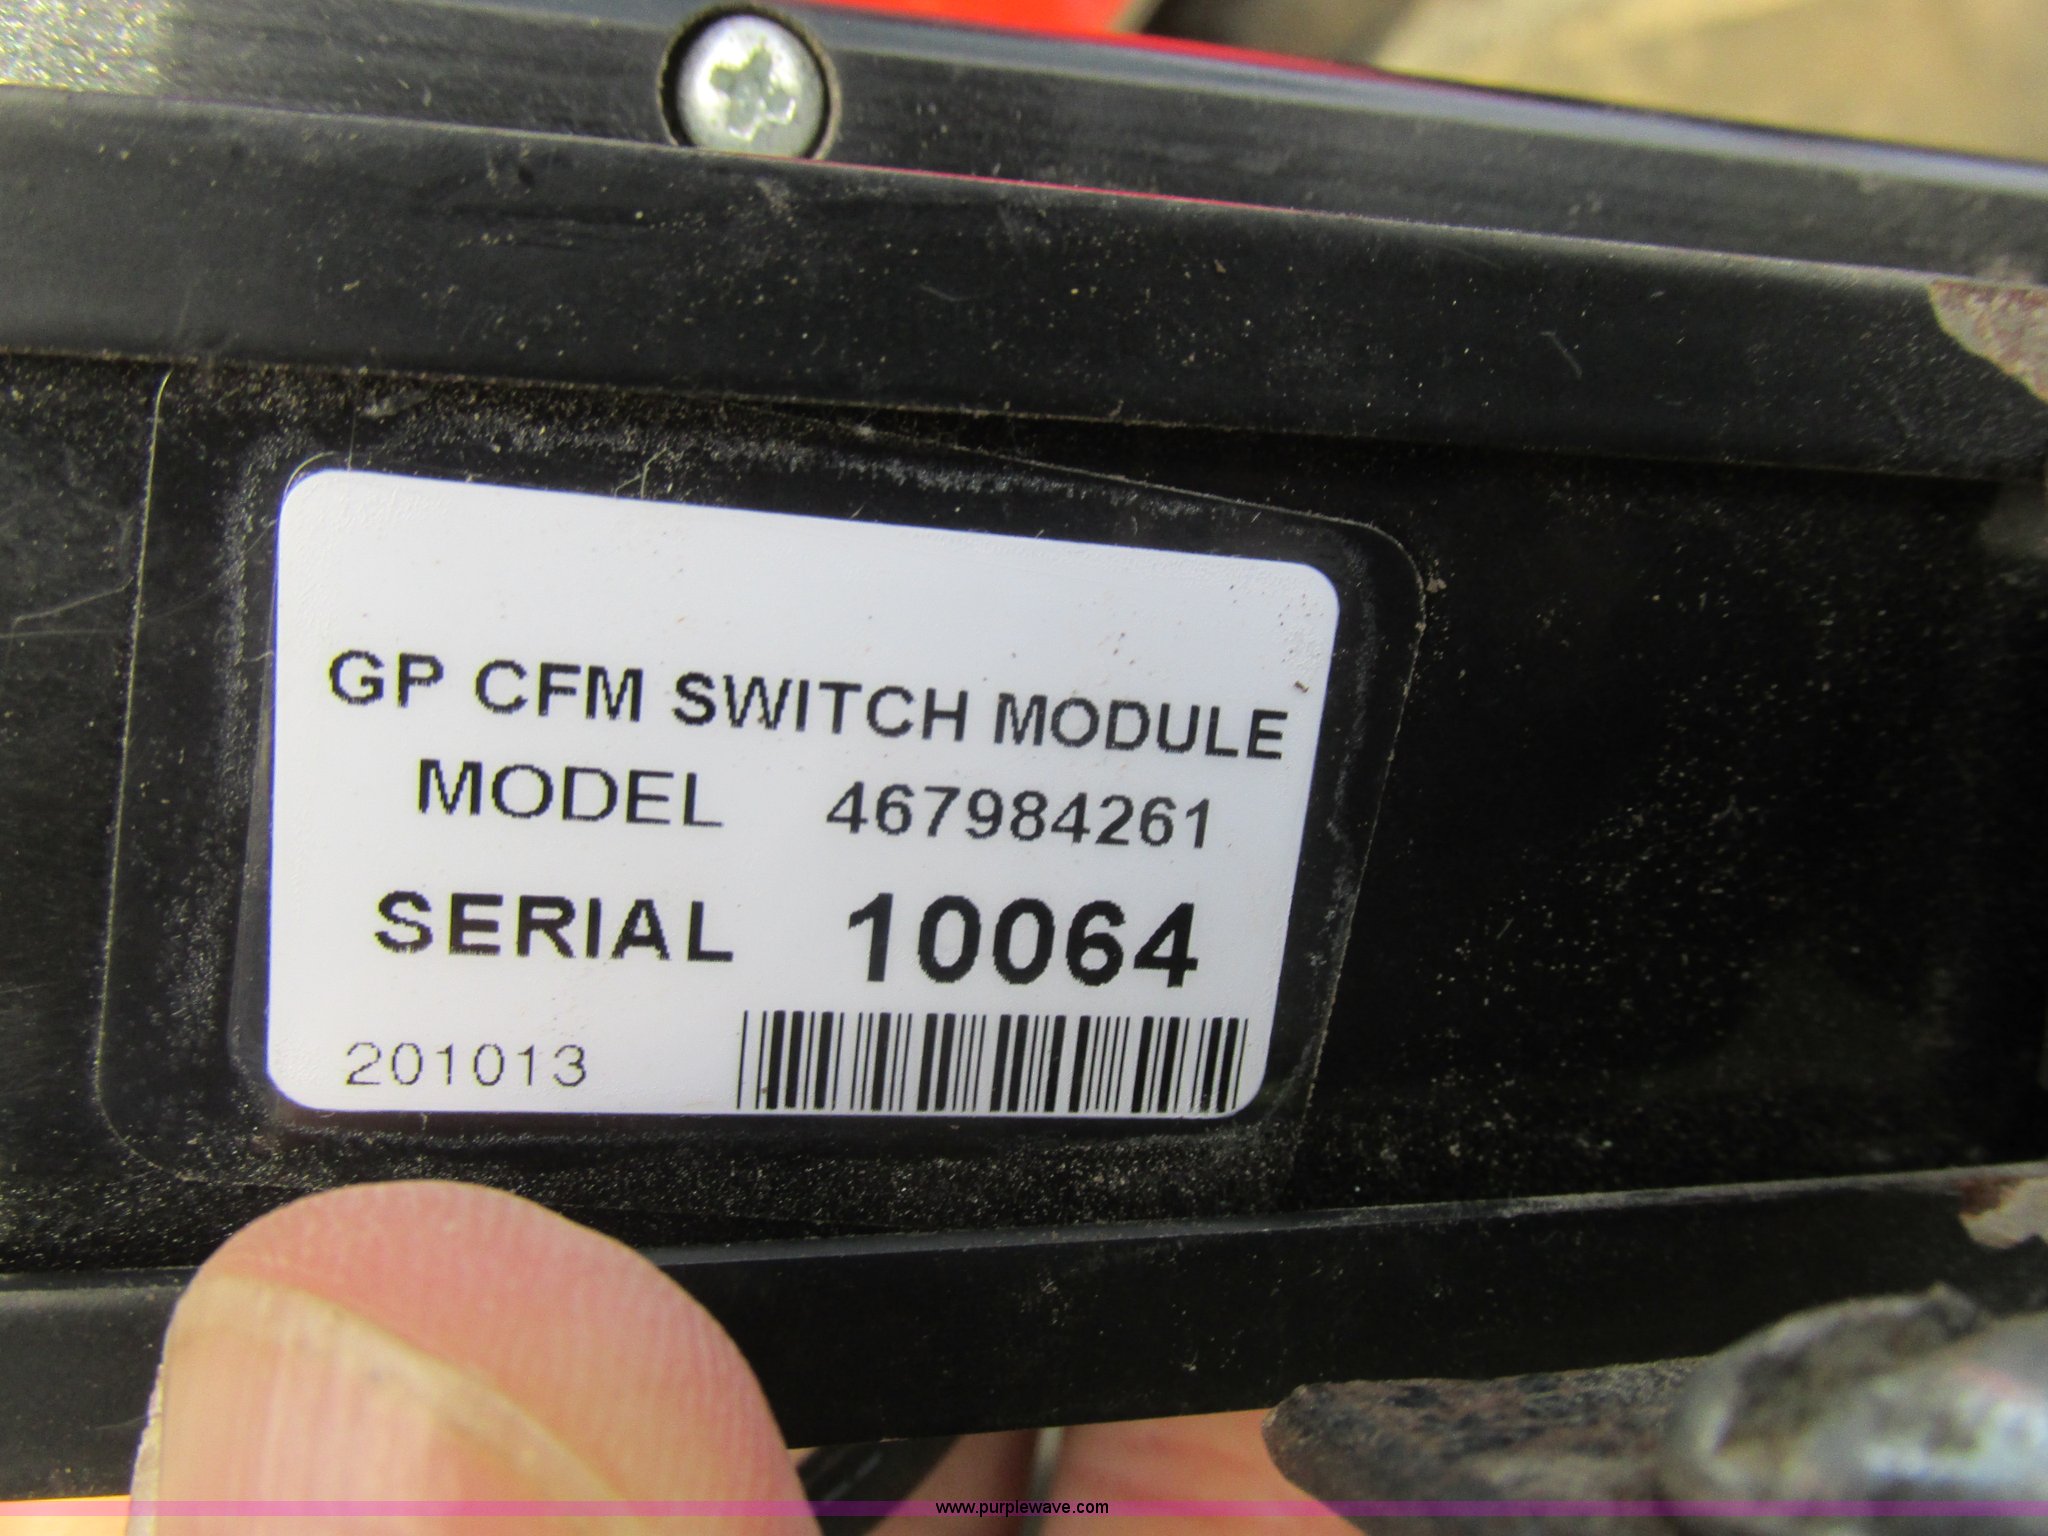 GP CFM SWITCH MODULE
MODEL 467984261
SERIAL 10064
201013
www.purplewave.com